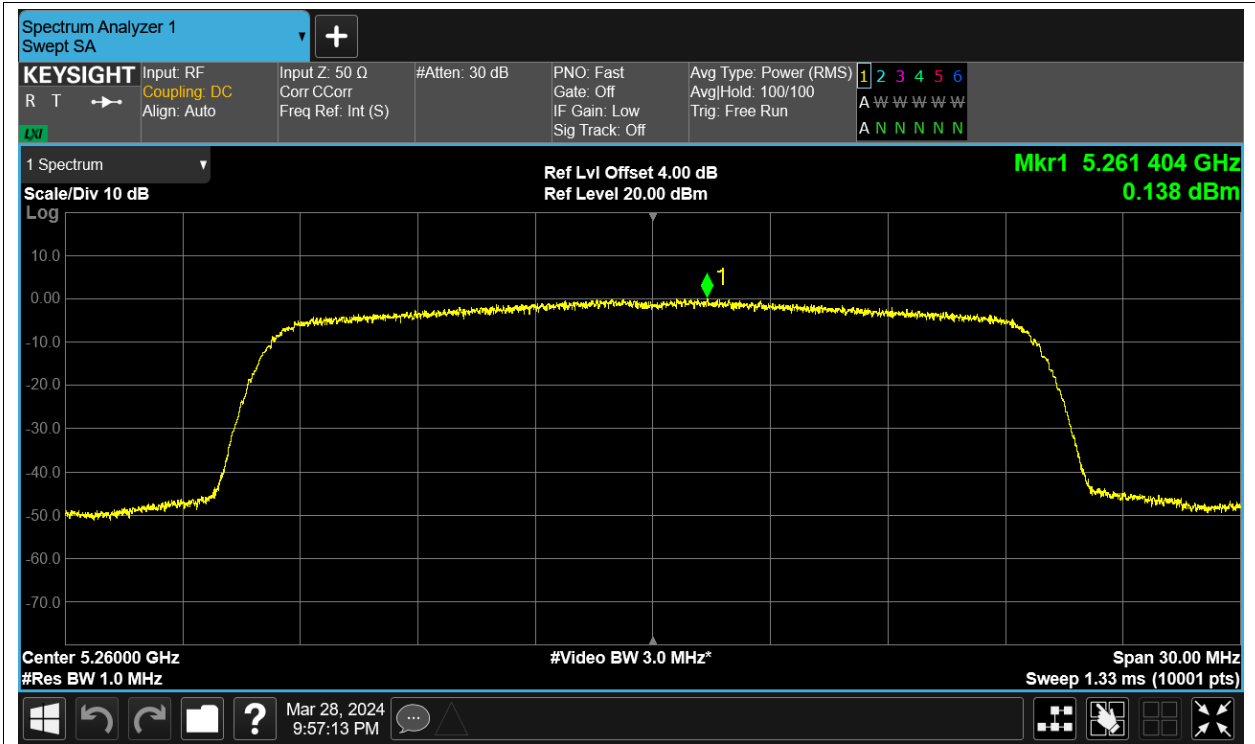 Spectrum Analyzer 1
Swept SA
KEYSIGHT
R T
LXI
Input: RF
Coupling: DC
Align: Auto
Input Z: 50 Ω
Corr CCorr
Freq Ref: Int (S)
#Atten: 30 dB
PNO: Fast
Gate: Off
IF Gain: Low
Sig Track: Off
Avg Type: Power (RMS)
Avg|Hold: 100/100
Trig: Free Run
1 2 3 4 5 6
A W W W W W
A N N N N N
1 Spectrum
Scale/Div 10 dB
Log
Ref Lvl Offset 4.00 dB
Ref Level 20.00 dBm
Mkr1 5.261 404 GHz
0.138 dBm
1
10.0
0.00
-10.0
-20.0
-30.0
-40.0
-50.0
-60.0
-70.0
Center 5.26000 GHz
#Video BW 3.0 MHz*
Span 30.00 MHz
#Res BW 1.0 MHz
Sweep 1.33 ms (10001 pts)
?
Mar 28, 2024
9:57:13 PM